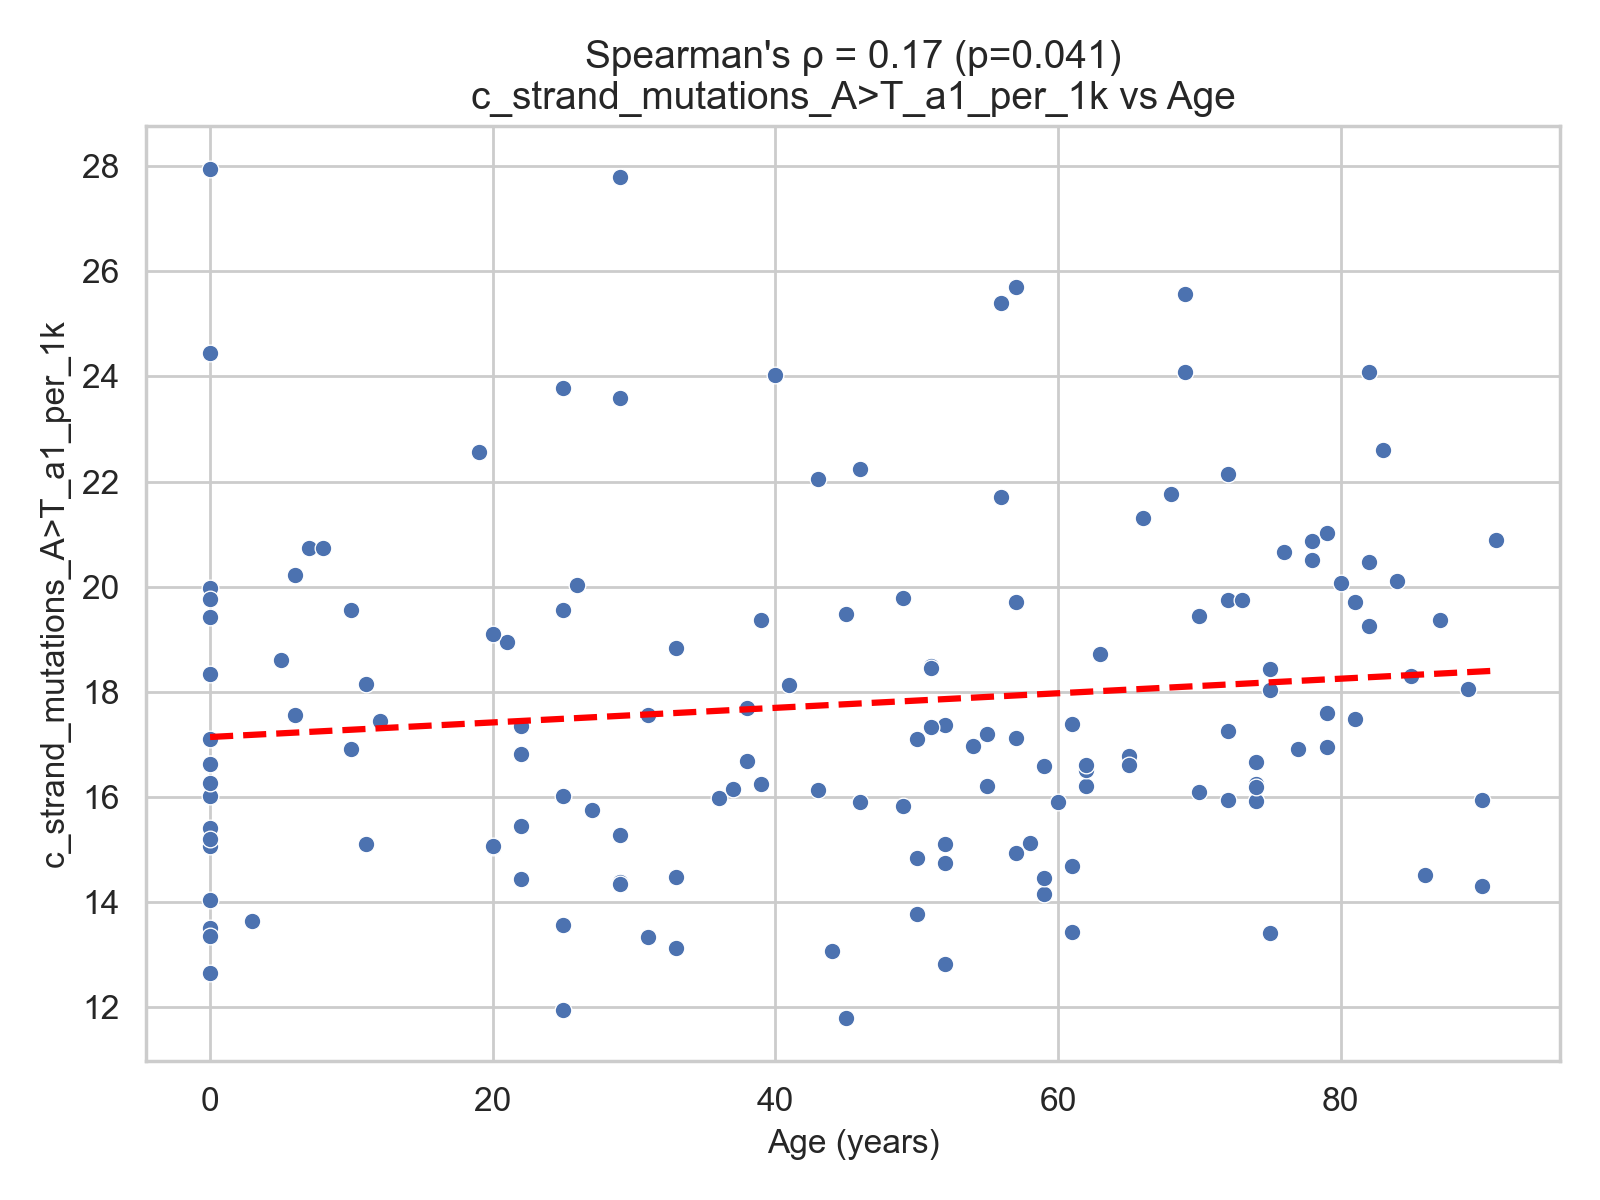 Spearman's ρ = 0.17 (p=0.041)
c_strand_mutations_A>T_a1_per_1k vs Age
28
26
24
22
20
18
16
14
12
c_strand_mutations_A>T_a1_per_1k
0 20 40 60 80
Age (years)